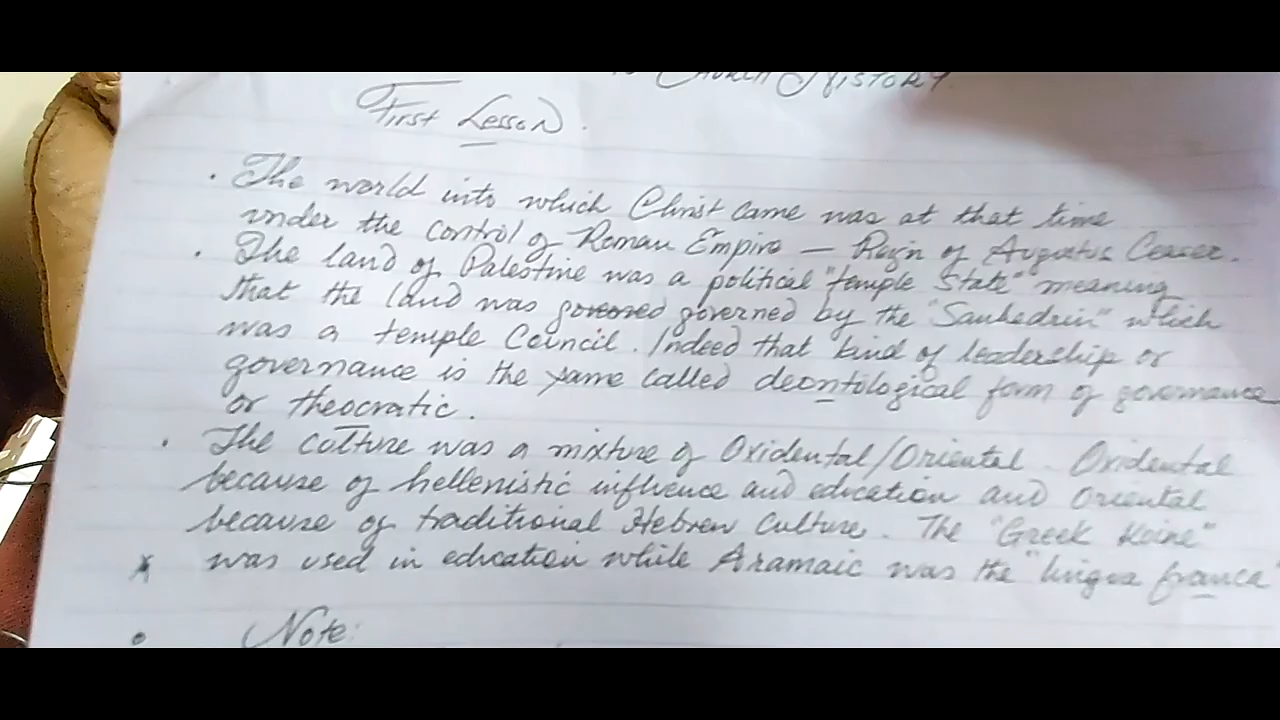 Church History
First Lesson.
. The world into which Christ came was at that time
under the control of Roman Empire — Reign of Augustus Ceaser.
. The land of Palestine was a political "temple State" meaning
that the land was governed by the "Sanhedrin" which
was a temple Council. Indeed that kind of leadership or
governance is the same called deontological form of governance
or theocratic.
. The culture was a mixture of Oxidental/Oriental. Oxidental
because of hellenistic influence and education and Oriental
because of traditional Hebrew Culture. The "Greek Koine"
* was used in education while Aramaic was the "lingua franca"
• Note: